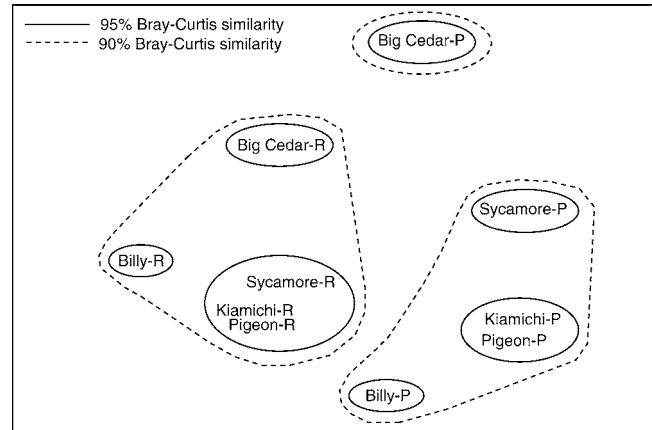 95% Bray-Curtis similarity
90% Bray-Curtis similarity
Big Cedar-P
Big Cedar-R
Sycamore-P
Billy-R
Sycamore-R
Kiamichi-R
Pigeon-R
Kiamichi-P
Pigeon-P
Billy-P